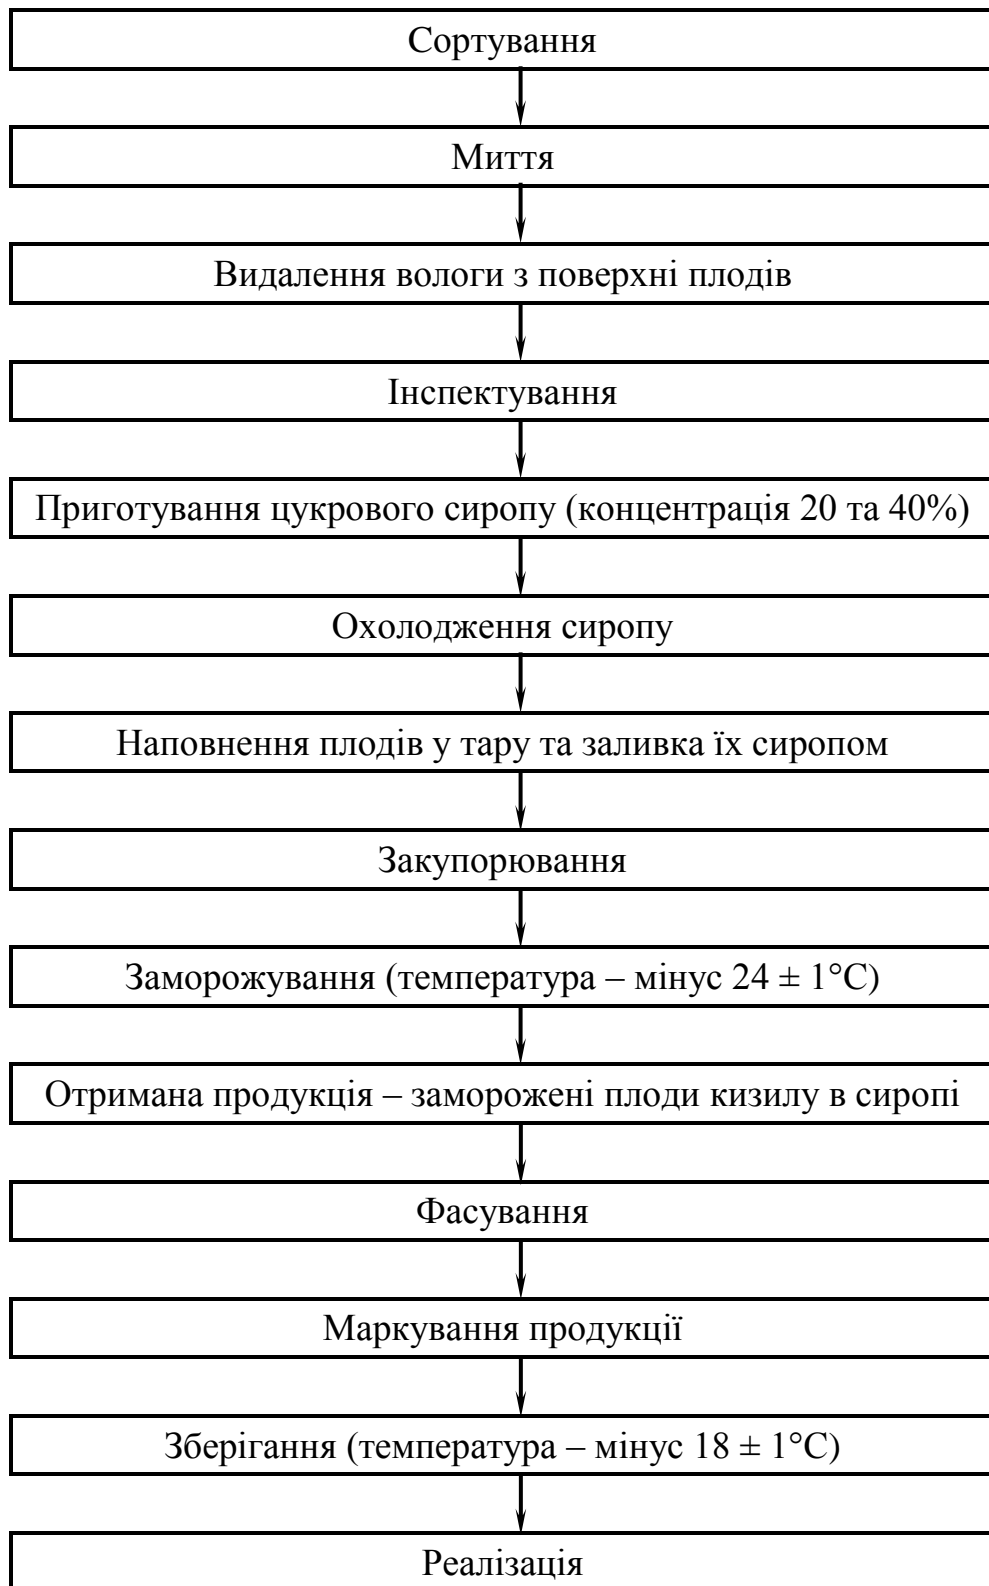 Сортування
Миття
Видалення вологи з поверхні плодів
Інспектування
Приготування цукрового сиропу (концентрація 20 та 40%)
Охолодження сиропу
Наповнення плодів у тару та заливка їх сиропом
Закупорювання
Заморожування (температура – мінус 24 ± 1°С)
Отримана продукція – заморожені плоди кизилу в сиропі
Фасування
Маркування продукції
Зберігання (температура – мінус 18 ± 1°С)
Реалізація